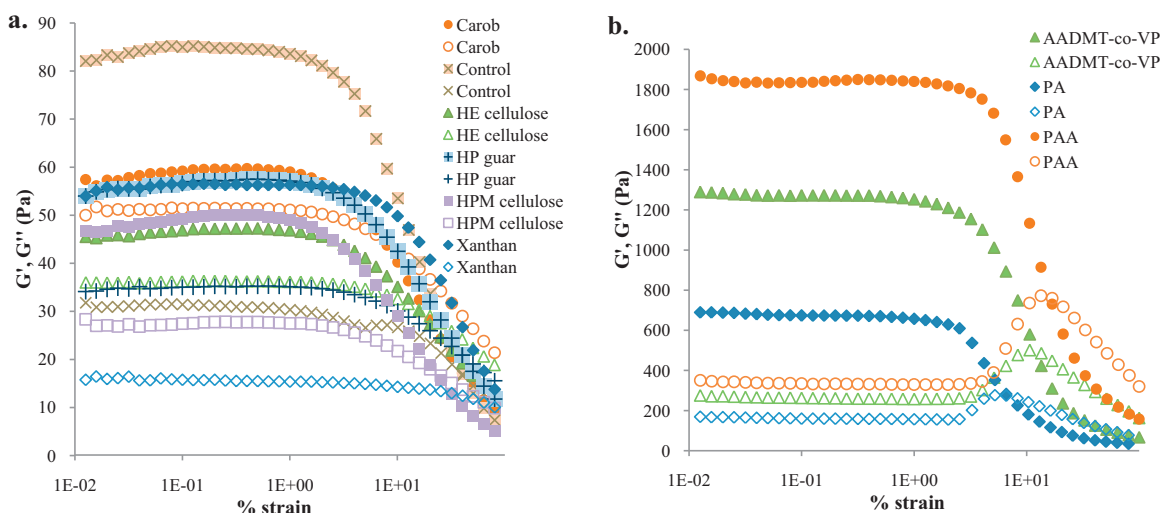 a.
G', G" (Pa)
90
80
70
60
50
40
30
20
10
0
1E-02
1E-01
1E+00
1E+01
% strain
Carob
Carob
Control
Control
HE cellulose
HE cellulose
HP guar
HP guar
HPM cellulose
HPM cellulose
Xanthan
Xanthan
b.
G', G" (Pa)
2000
1800
1600
1400
1200
1000
800
600
400
200
0
1E-02
1E-01
1E+00
1E+01
% strain
AADMT-co-VP
AADMT-co-VP
PA
PA
PAA
PAA